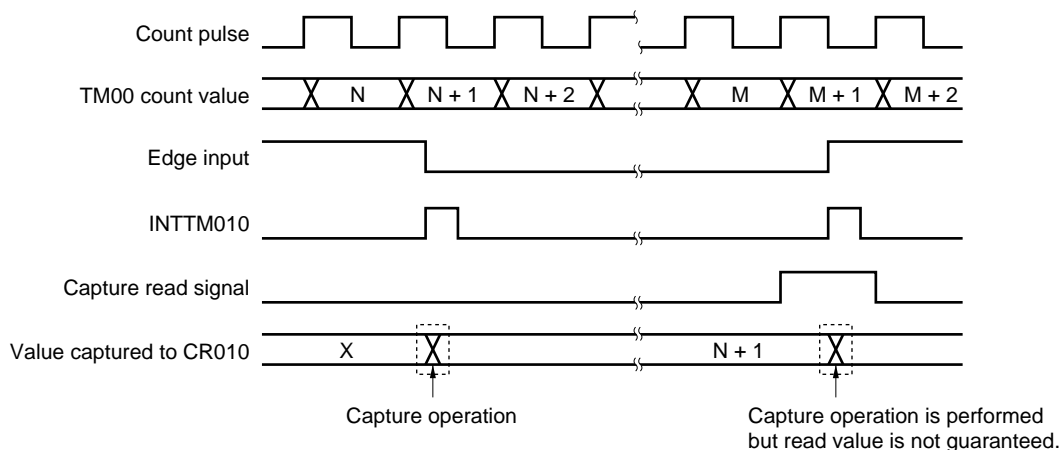 Count pulse
TM00 count value
N N + 1 N + 2 M M + 1 M + 2
Edge input
INTTM010
Capture read signal
Value captured to CR010
X N + 1
Capture operation
Capture operation is performed
but read value is not guaranteed.